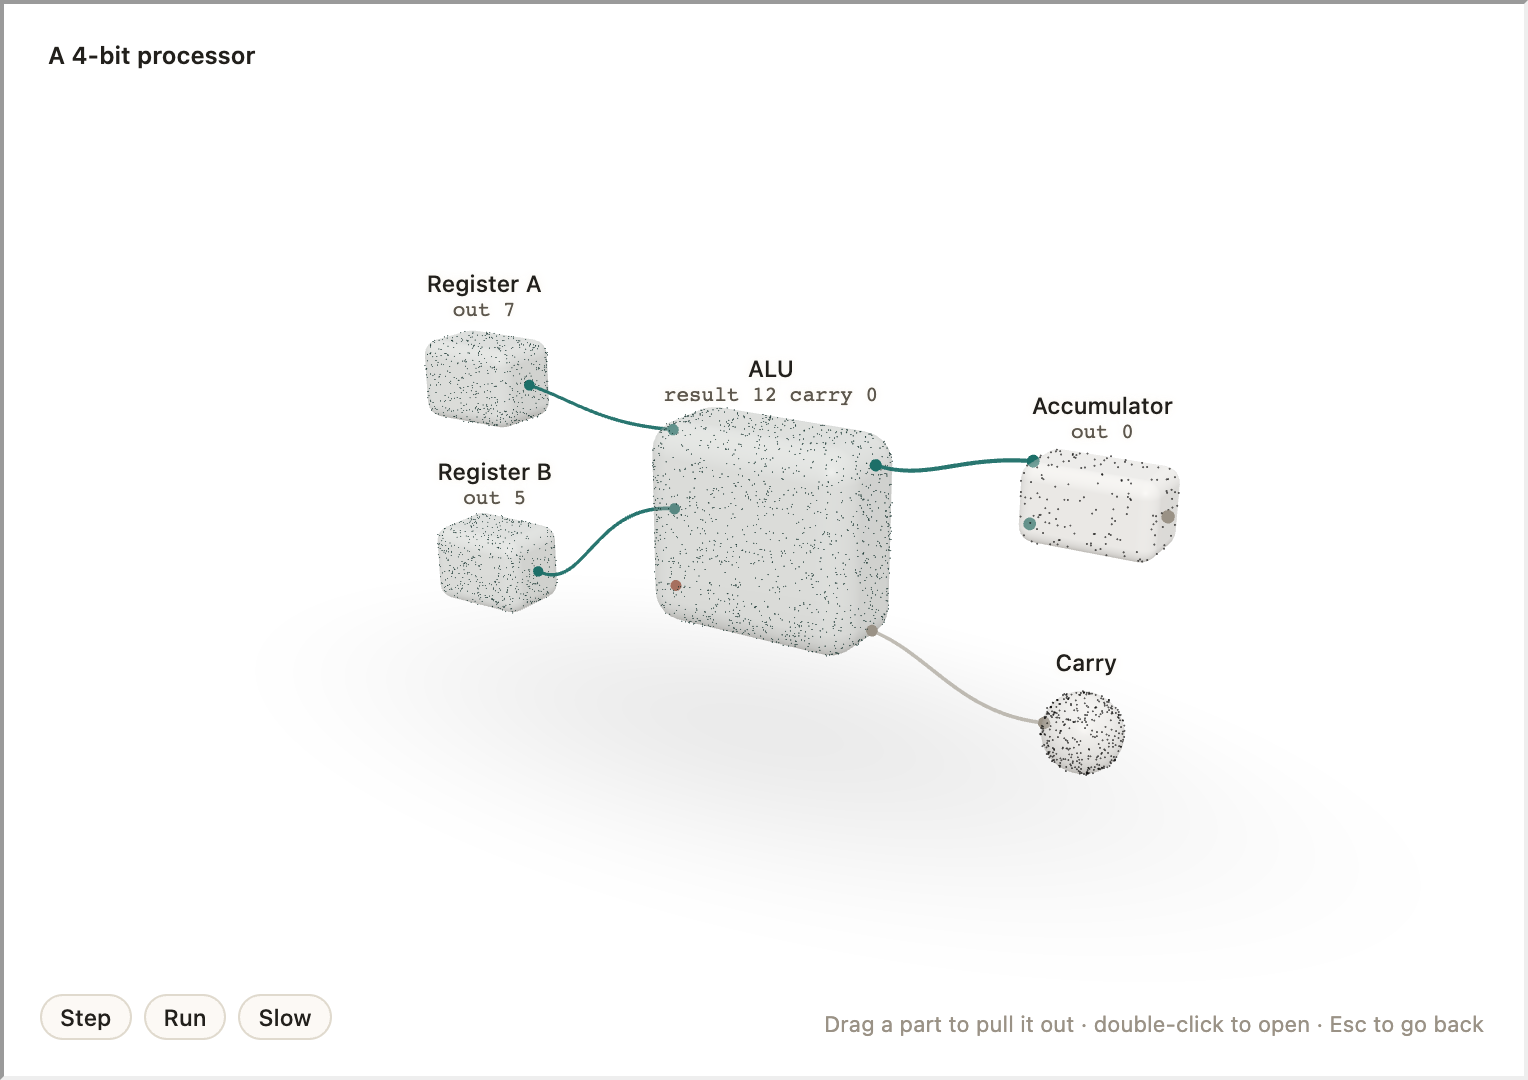 A 4-bit processor
Register A
out 7
ALU
result 12 carry 0
Accumulator
out 0
Register B
out 5
Carry
Step
Run
Slow
Drag a part to pull it out · double-click to open · Esc to go back